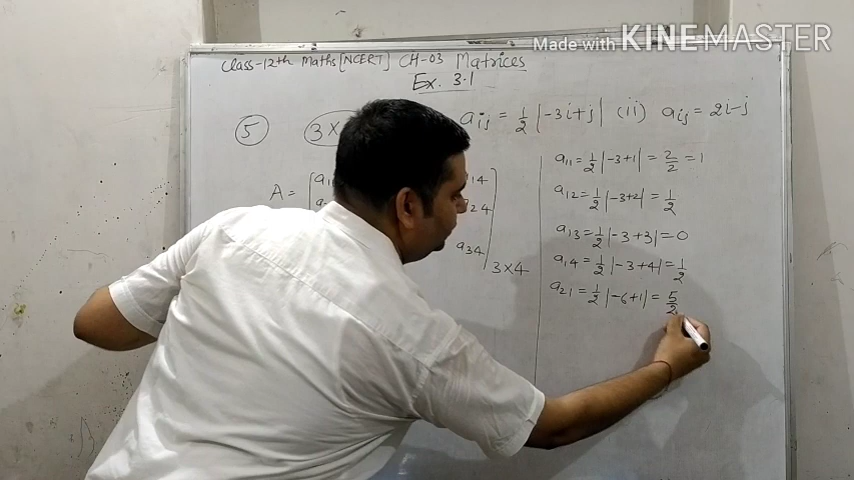 Made with KINEMASTER
Class-12th Maths [NCERT] CH-03 Matrices
Ex. 3.1
5 3× aij = 1/2 |-3i+j| (ii) aij = 2i-j
a11 = 1/2 |-3+1| = 2/2 = 1
A = 14
a12 = 1/2 |-3+2| = 1/2
24
a13 = 1/2 |-3+3| = 0
a34
a14 = 1/2 |-3+4| = 1/2
3×4
a21 = 1/2 |-6+1| = 5/2